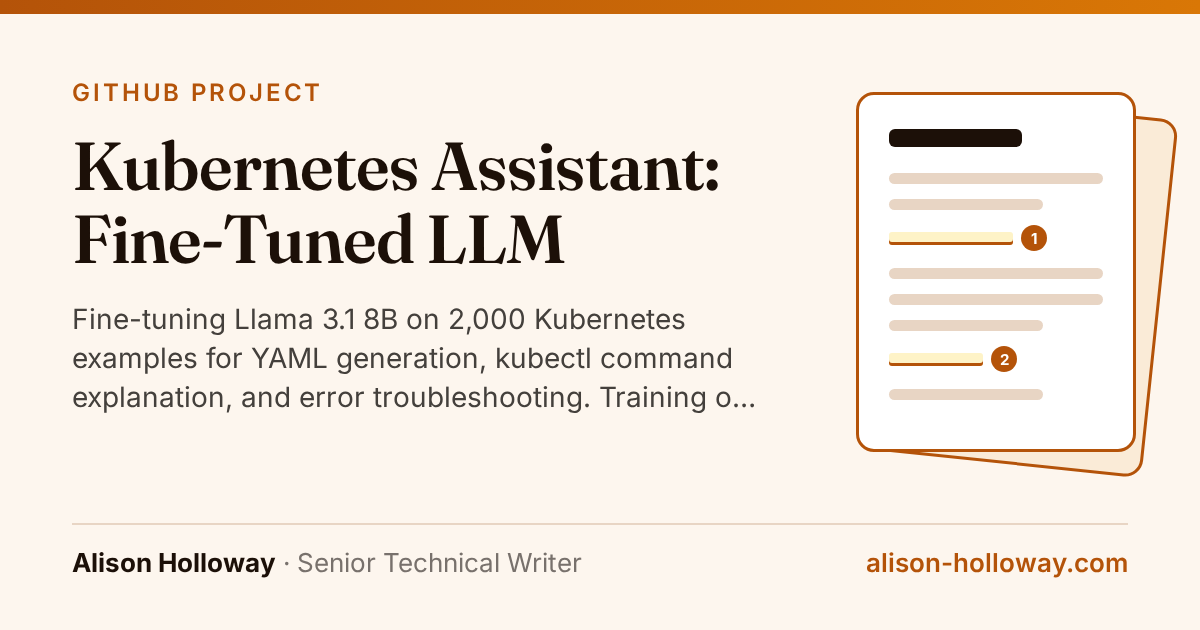 GITHUB PROJECT
Kubernetes Assistant:
Fine-Tuned LLM
Fine-tuning Llama 3.1 8B on 2,000 Kubernetes
examples for YAML generation, kubectl command
explanation, and error troubleshooting. Training o...
1
2
Alison Holloway · Senior Technical Writer
alison-holloway.com